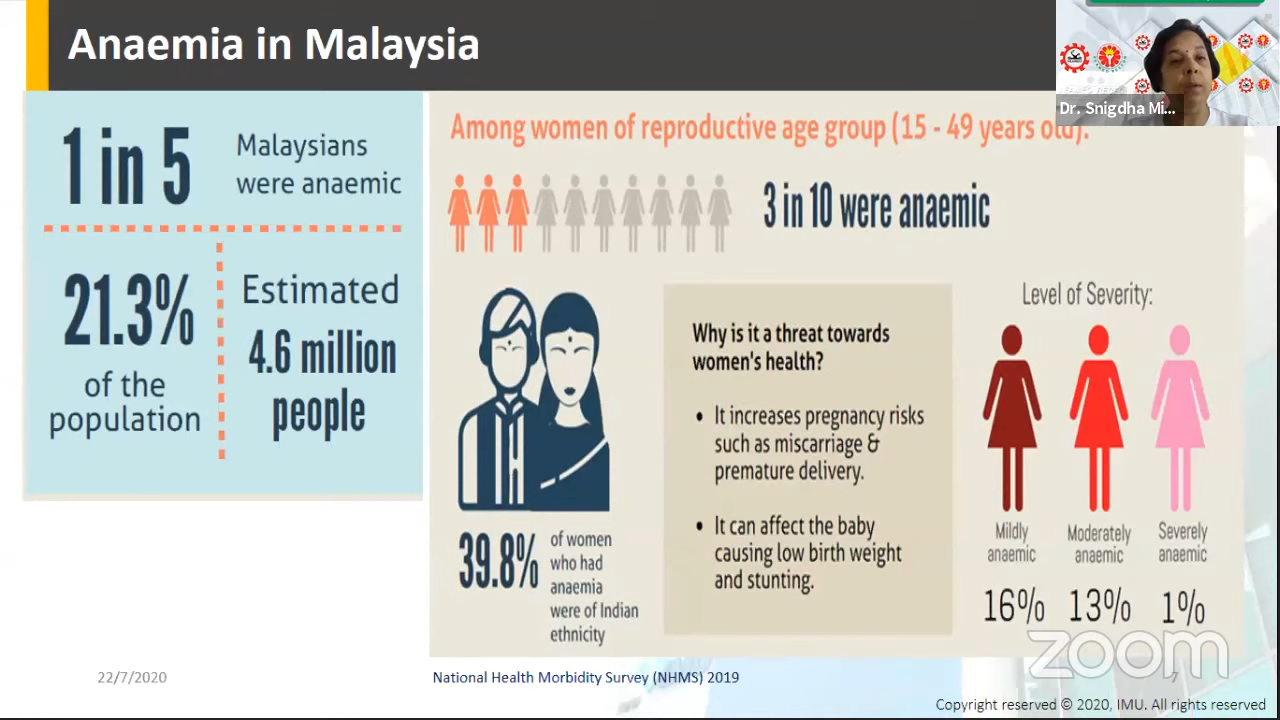 Anaemia in Malaysia
Dr. Snigdha Mi...
1 in 5
Malaysians
were anaemic
21.3%
of the
population
Estimated
4.6 million
people
Among women of reproductive age group (15 - 49 years old):
3 in 10 were anaemic
39.8%
of women
who had
anaemia
were of Indian
ethnicity
Why is it a threat towards
women's health?
• It increases pregnancy risks
such as miscarriage &
premature delivery.
• It can affect the baby
causing low birth weight
and stunting.
Level of Severity:
Mildly
anaemic
16%
Moderately
anaemic
13%
Severely
anaemic
1%
zoom
22/7/2020
National Health Morbidity Survey (NHMS) 2019
Copyright reserved © 2020, IMU. All rights reserved